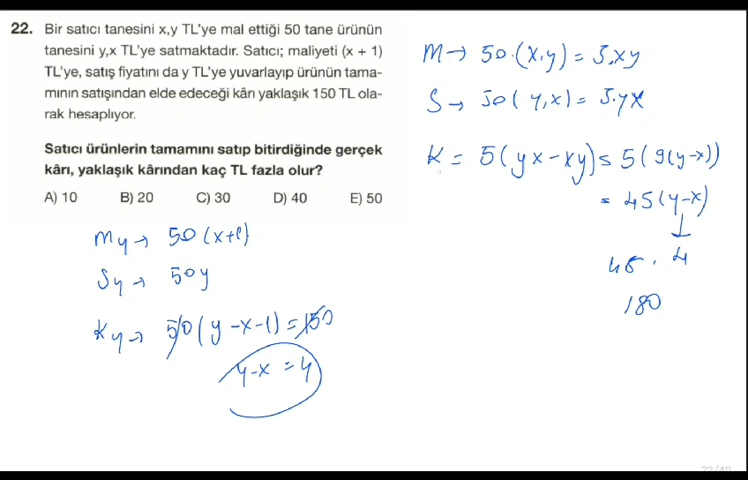 22. Bir satıcı tanesini x,y TL'ye mal ettiği 50 tane ürünün
tanesini y,x TL'ye satmaktadır. Satıcı; maliyeti (x + 1)
TL'ye, satış fiyatını da y TL'ye yuvarlayıp ürünün tama-
mının satışından elde edeceği kârı yaklaşık 150 TL ola-
rak hesaplıyor.
Satıcı ürünlerin tamamını satıp bitirdiğinde gerçek
kârı, yaklaşık kârından kaç TL fazla olur?
A) 10 B) 20 C) 30 D) 40 E) 50
My → 50(x+1)
Sy → 50y
Ky → 50(y-x-1) = 150
y-x = 4
M → 50.(x,y) = 5.xy
S → 50(y,x) = 5.yx
K = 5(yx-xy) = 5(9(y-x))
= 45(y-x)
45 . 4
180
22/40